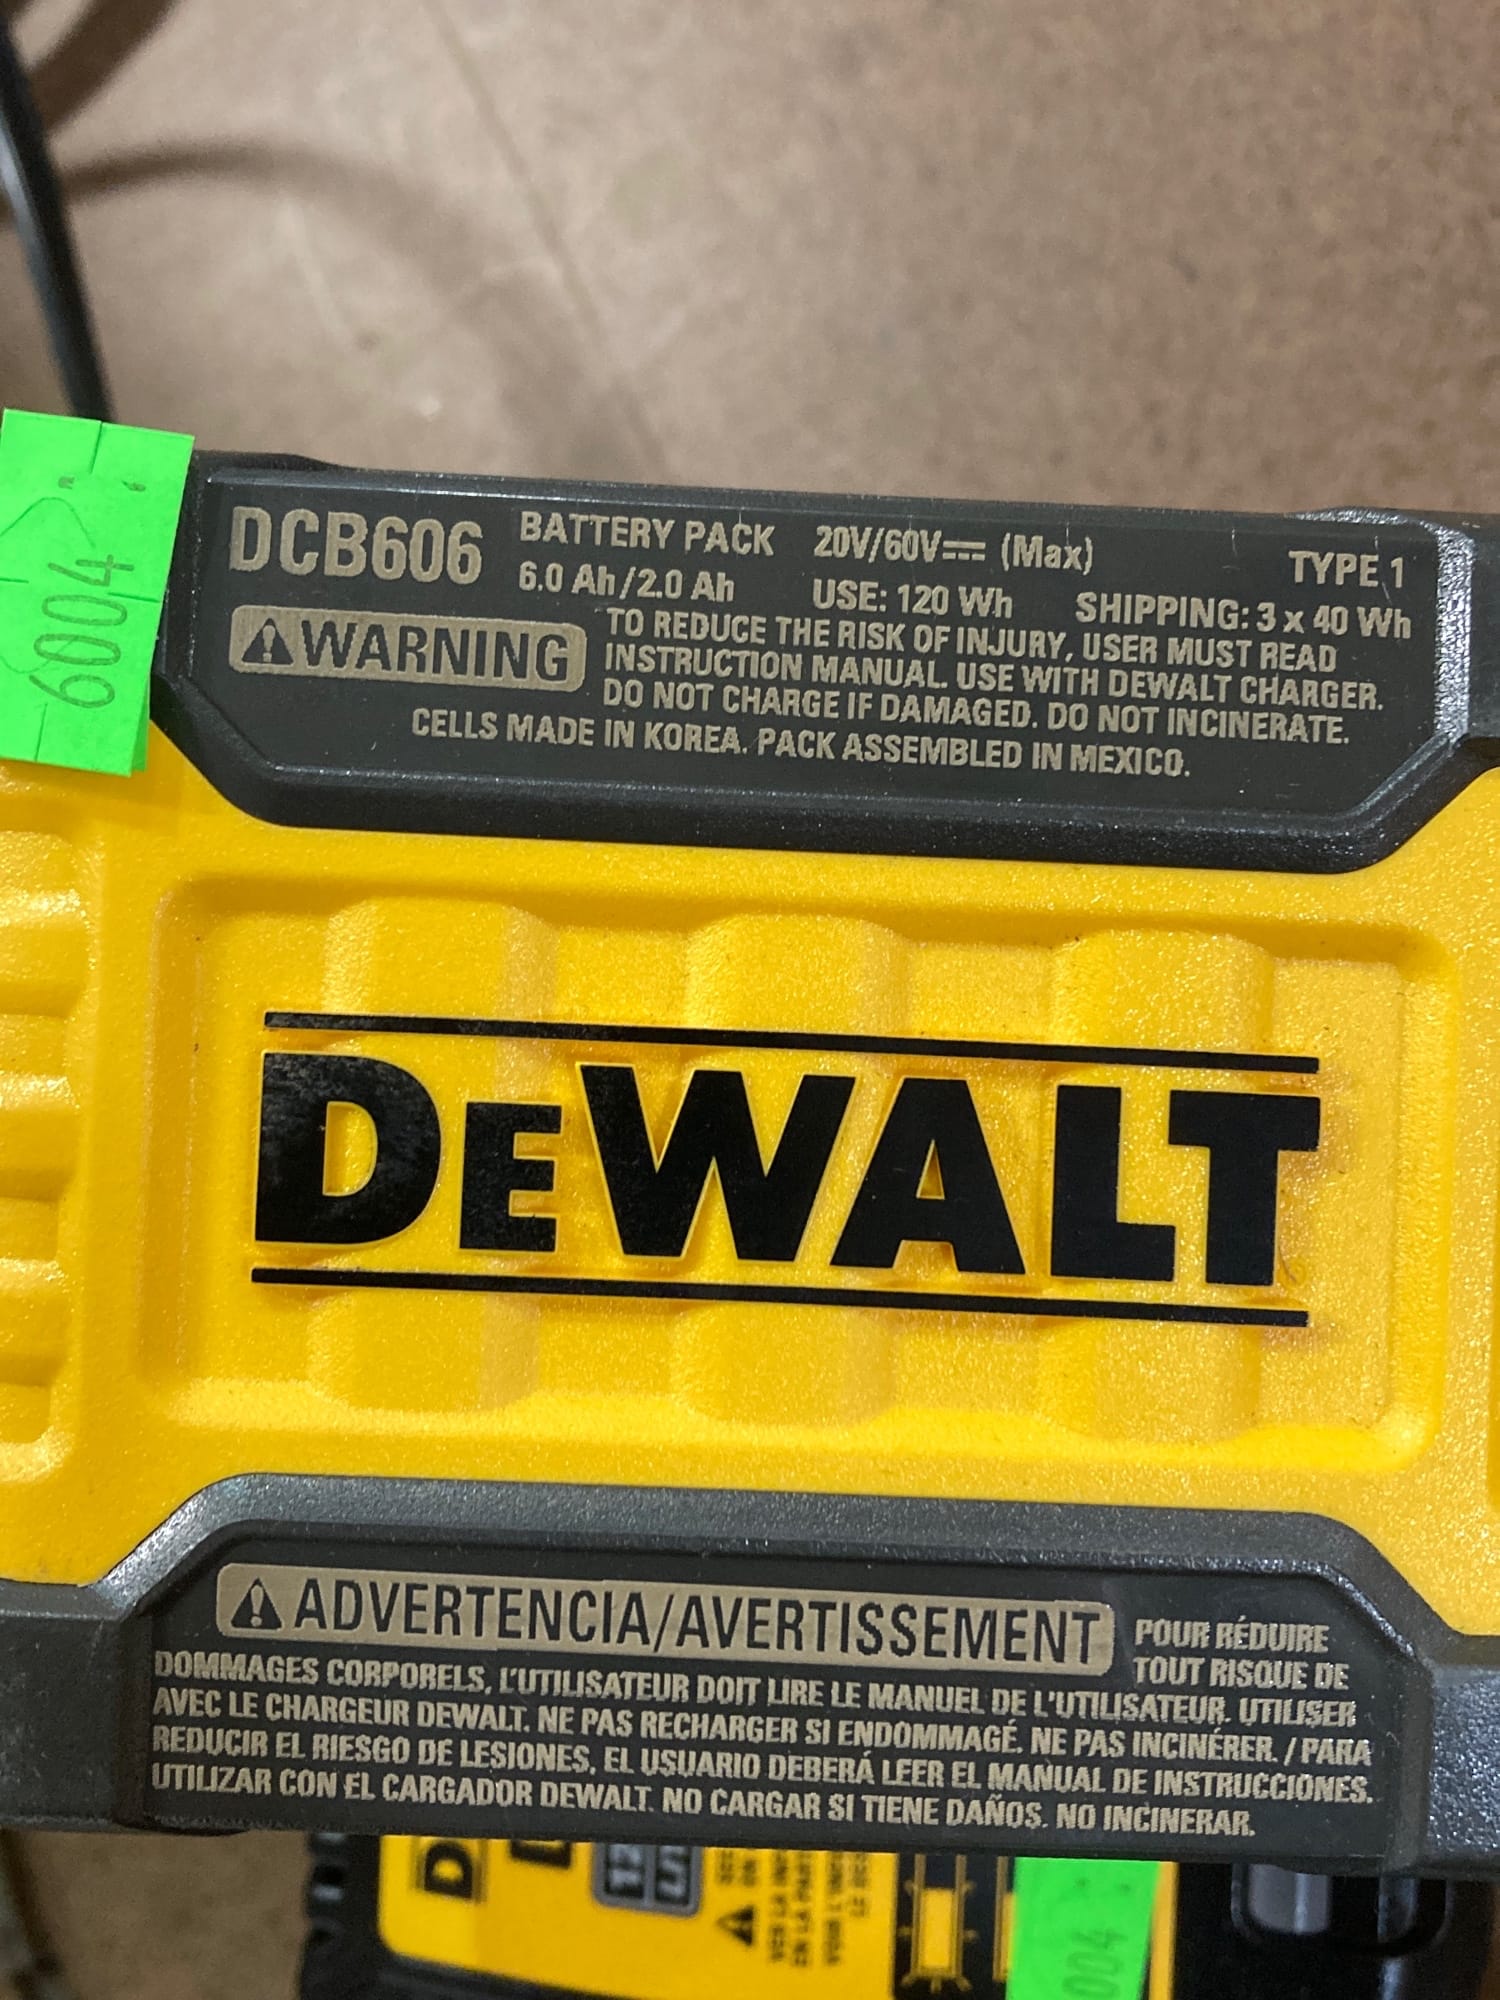 6004
DCB606 BATTERY PACK 20V/60V⎓ (Max) TYPE 1
6.0 Ah/2.0 Ah USE: 120 Wh SHIPPING: 3 x 40 Wh
WARNING TO REDUCE THE RISK OF INJURY, USER MUST READ
INSTRUCTION MANUAL. USE WITH DEWALT CHARGER.
DO NOT CHARGE IF DAMAGED. DO NOT INCINERATE.
CELLS MADE IN KOREA. PACK ASSEMBLED IN MEXICO.
DEWALT
ADVERTENCIA/AVERTISSEMENT POUR RÉDUIRE
TOUT RISQUE DE
DOMMAGES CORPORELS, L'UTILISATEUR DOIT LIRE LE MANUEL DE L'UTILISATEUR. UTILISER
AVEC LE CHARGEUR DEWALT. NE PAS RECHARGER SI ENDOMMAGÉ. NE PAS INCINÉRER. / PARA
REDUCIR EL RIESGO DE LESIONES, EL USUARIO DEBERÁ LEER EL MANUAL DE INSTRUCCIONES.
UTILIZAR CON EL CARGADOR DEWALT. NO CARGAR SI TIENE DAÑOS. NO INCINERAR.
004